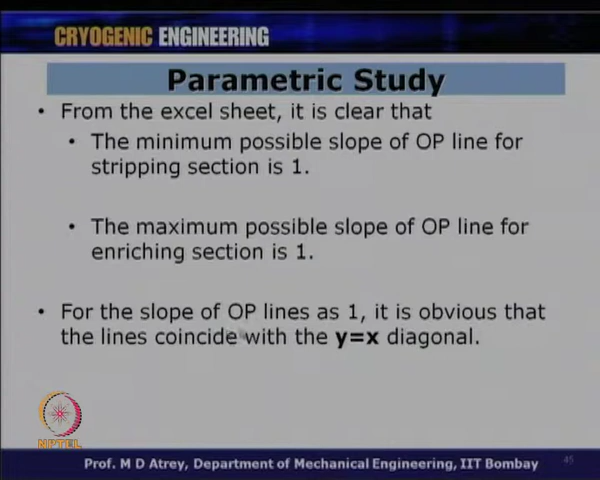 CRYOGENIC ENGINEERING
Parametric Study
• From the excel sheet, it is clear that
• The minimum possible slope of OP line for
stripping section is 1.
• The maximum possible slope of OP line for
enriching section is 1.
• For the slope of OP lines as 1, it is obvious that
the lines coincide with the y=x diagonal.
NPTEL
Prof. M D Atrey, Department of Mechanical Engineering, IIT Bombay
45